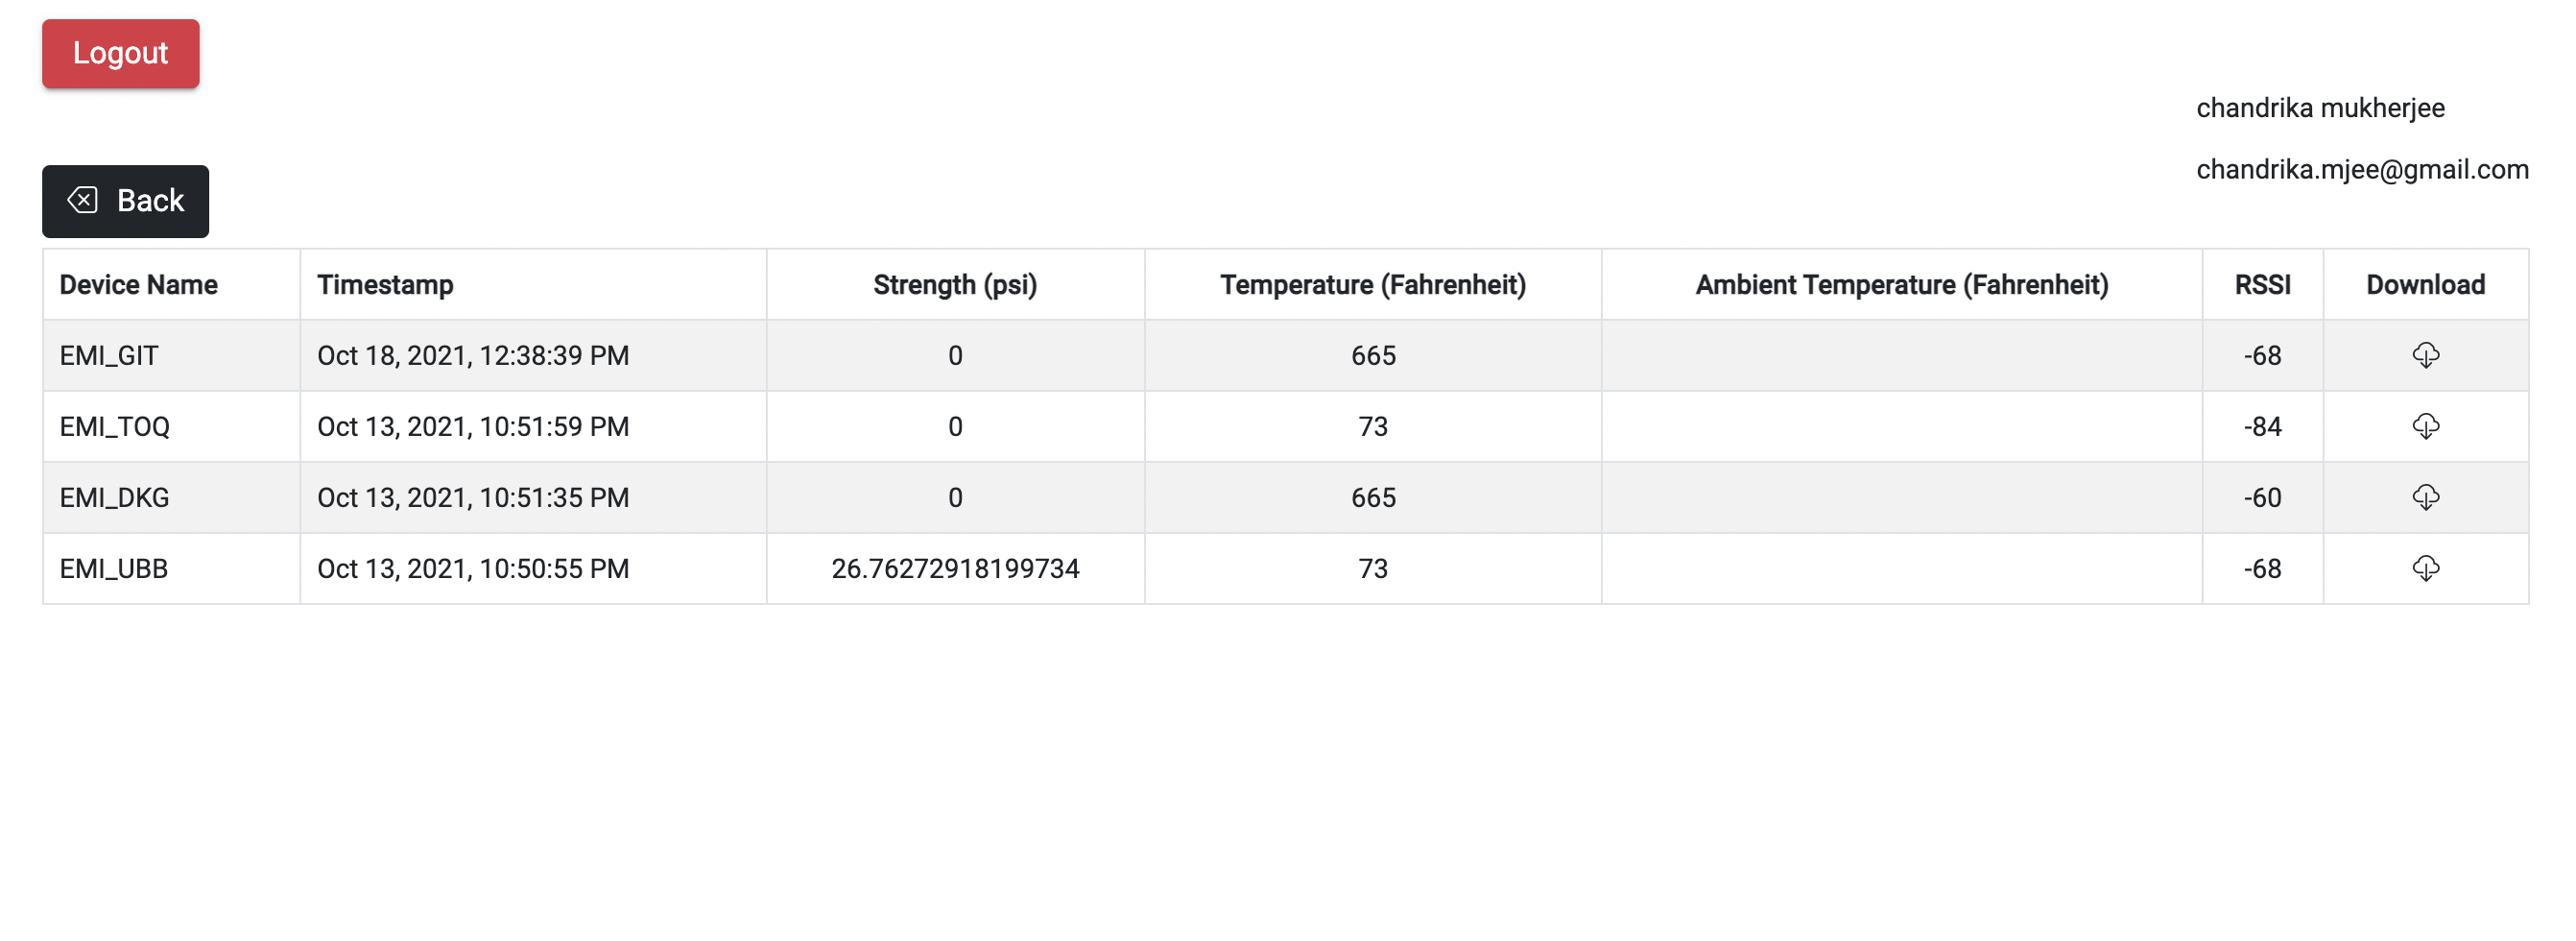 Logout
chandrika mukherjee
chandrika.mjee@gmail.com
Back
Device Name Timestamp Strength (psi) Temperature (Fahrenheit) Ambient Temperature (Fahrenheit) RSSI Download
EMI_GIT Oct 18, 2021, 12:38:39 PM 0 665 -68
EMI_TOQ Oct 13, 2021, 10:51:59 PM 0 73 -84
EMI_DKG Oct 13, 2021, 10:51:35 PM 0 665 -60
EMI_UBB Oct 13, 2021, 10:50:55 PM 26.76272918199734 73 -68